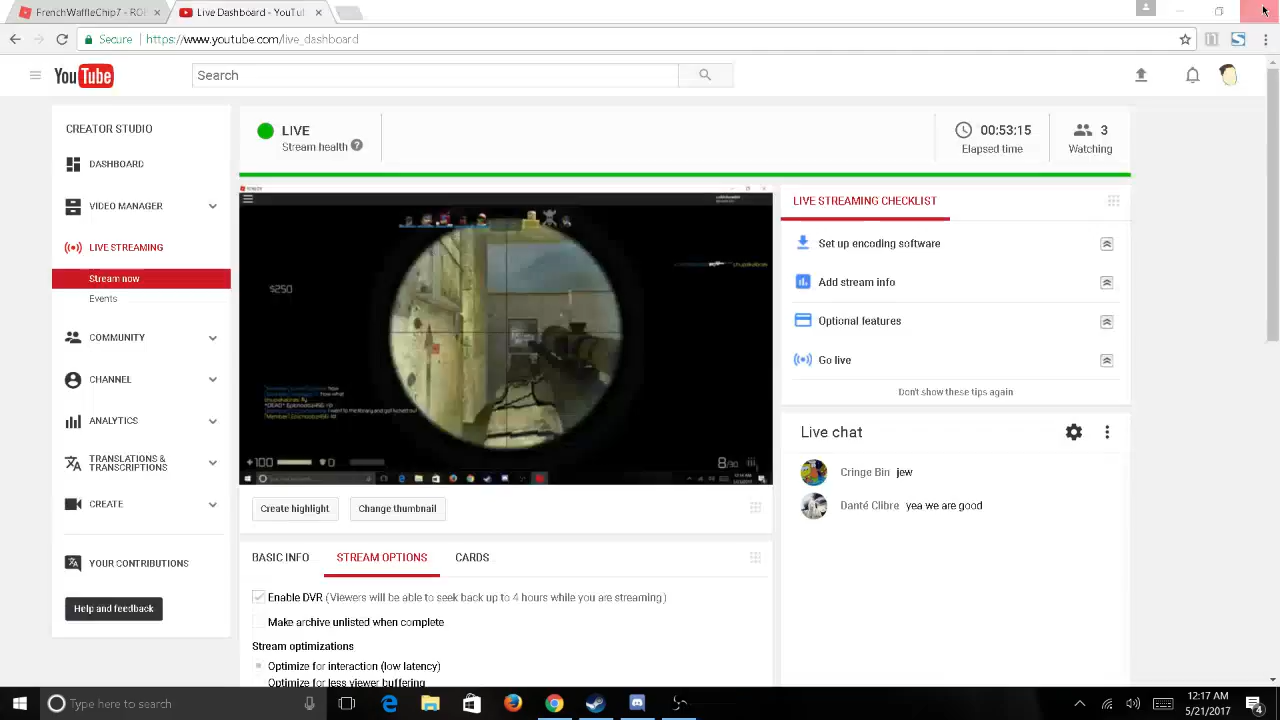 FrenchWaffleChip7 - RO
Live Dashboard - YouTu
Secure https://www.youtube.com/live_dashboard
YouTube
Search
CREATOR STUDIO
DASHBOARD
VIDEO MANAGER
LIVE STREAMING
Stream now
Events
COMMUNITY
CHANNEL
ANALYTICS
TRANSLATIONS &
TRANSCRIPTIONS
CREATE
YOUR CONTRIBUTIONS
Help and feedback
LIVE
Stream health ?
00:53:15
Elapsed time
3
Watching
$250
+100
0
8/30
Create highlight
Change thumbnail
BASIC INFO
STREAM OPTIONS
CARDS
Enable DVR (Viewers will be able to seek back up to 4 hours while you are streaming)
Make archive unlisted when complete
Stream optimizations
Optimize for interaction (low latency)
Optimize for less viewer buffering
LIVE STREAMING CHECKLIST
Set up encoding software
Add stream info
Optional features
Go live
Don't show these tips again
Live chat
Cringe Bin jew
Danté Clibre yea we are good
Type here to search
12:17 AM
5/21/2017
4